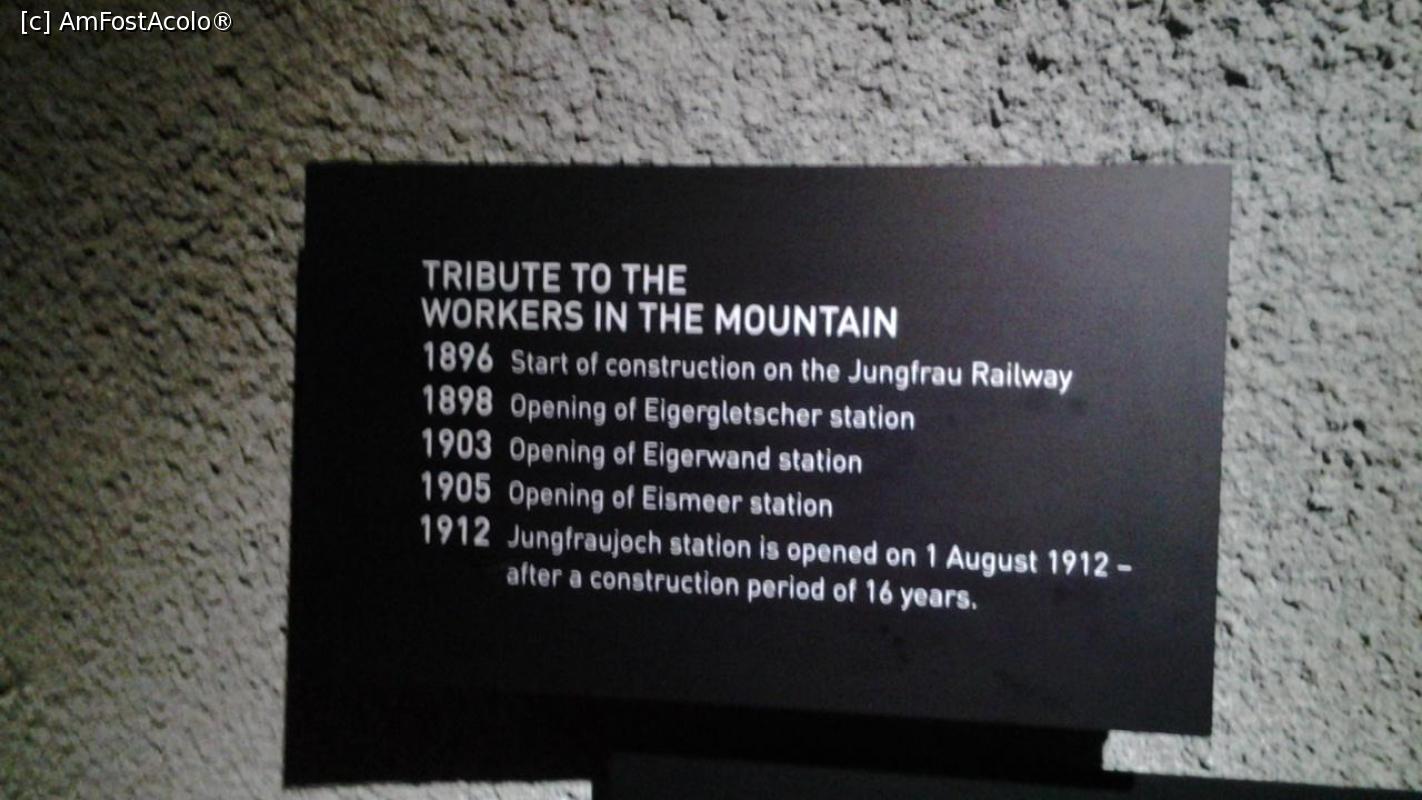 [c] AmFostAcolo®
TRIBUTE TO THE
WORKERS IN THE MOUNTAIN
1896 Start of construction on the Jungfrau Railway
1898 Opening of Eigergletscher station
1903 Opening of Eigerwand station
1905 Opening of Eismeer station
1912 Jungfraujoch station is opened on 1 August 1912 –
after a construction period of 16 years.